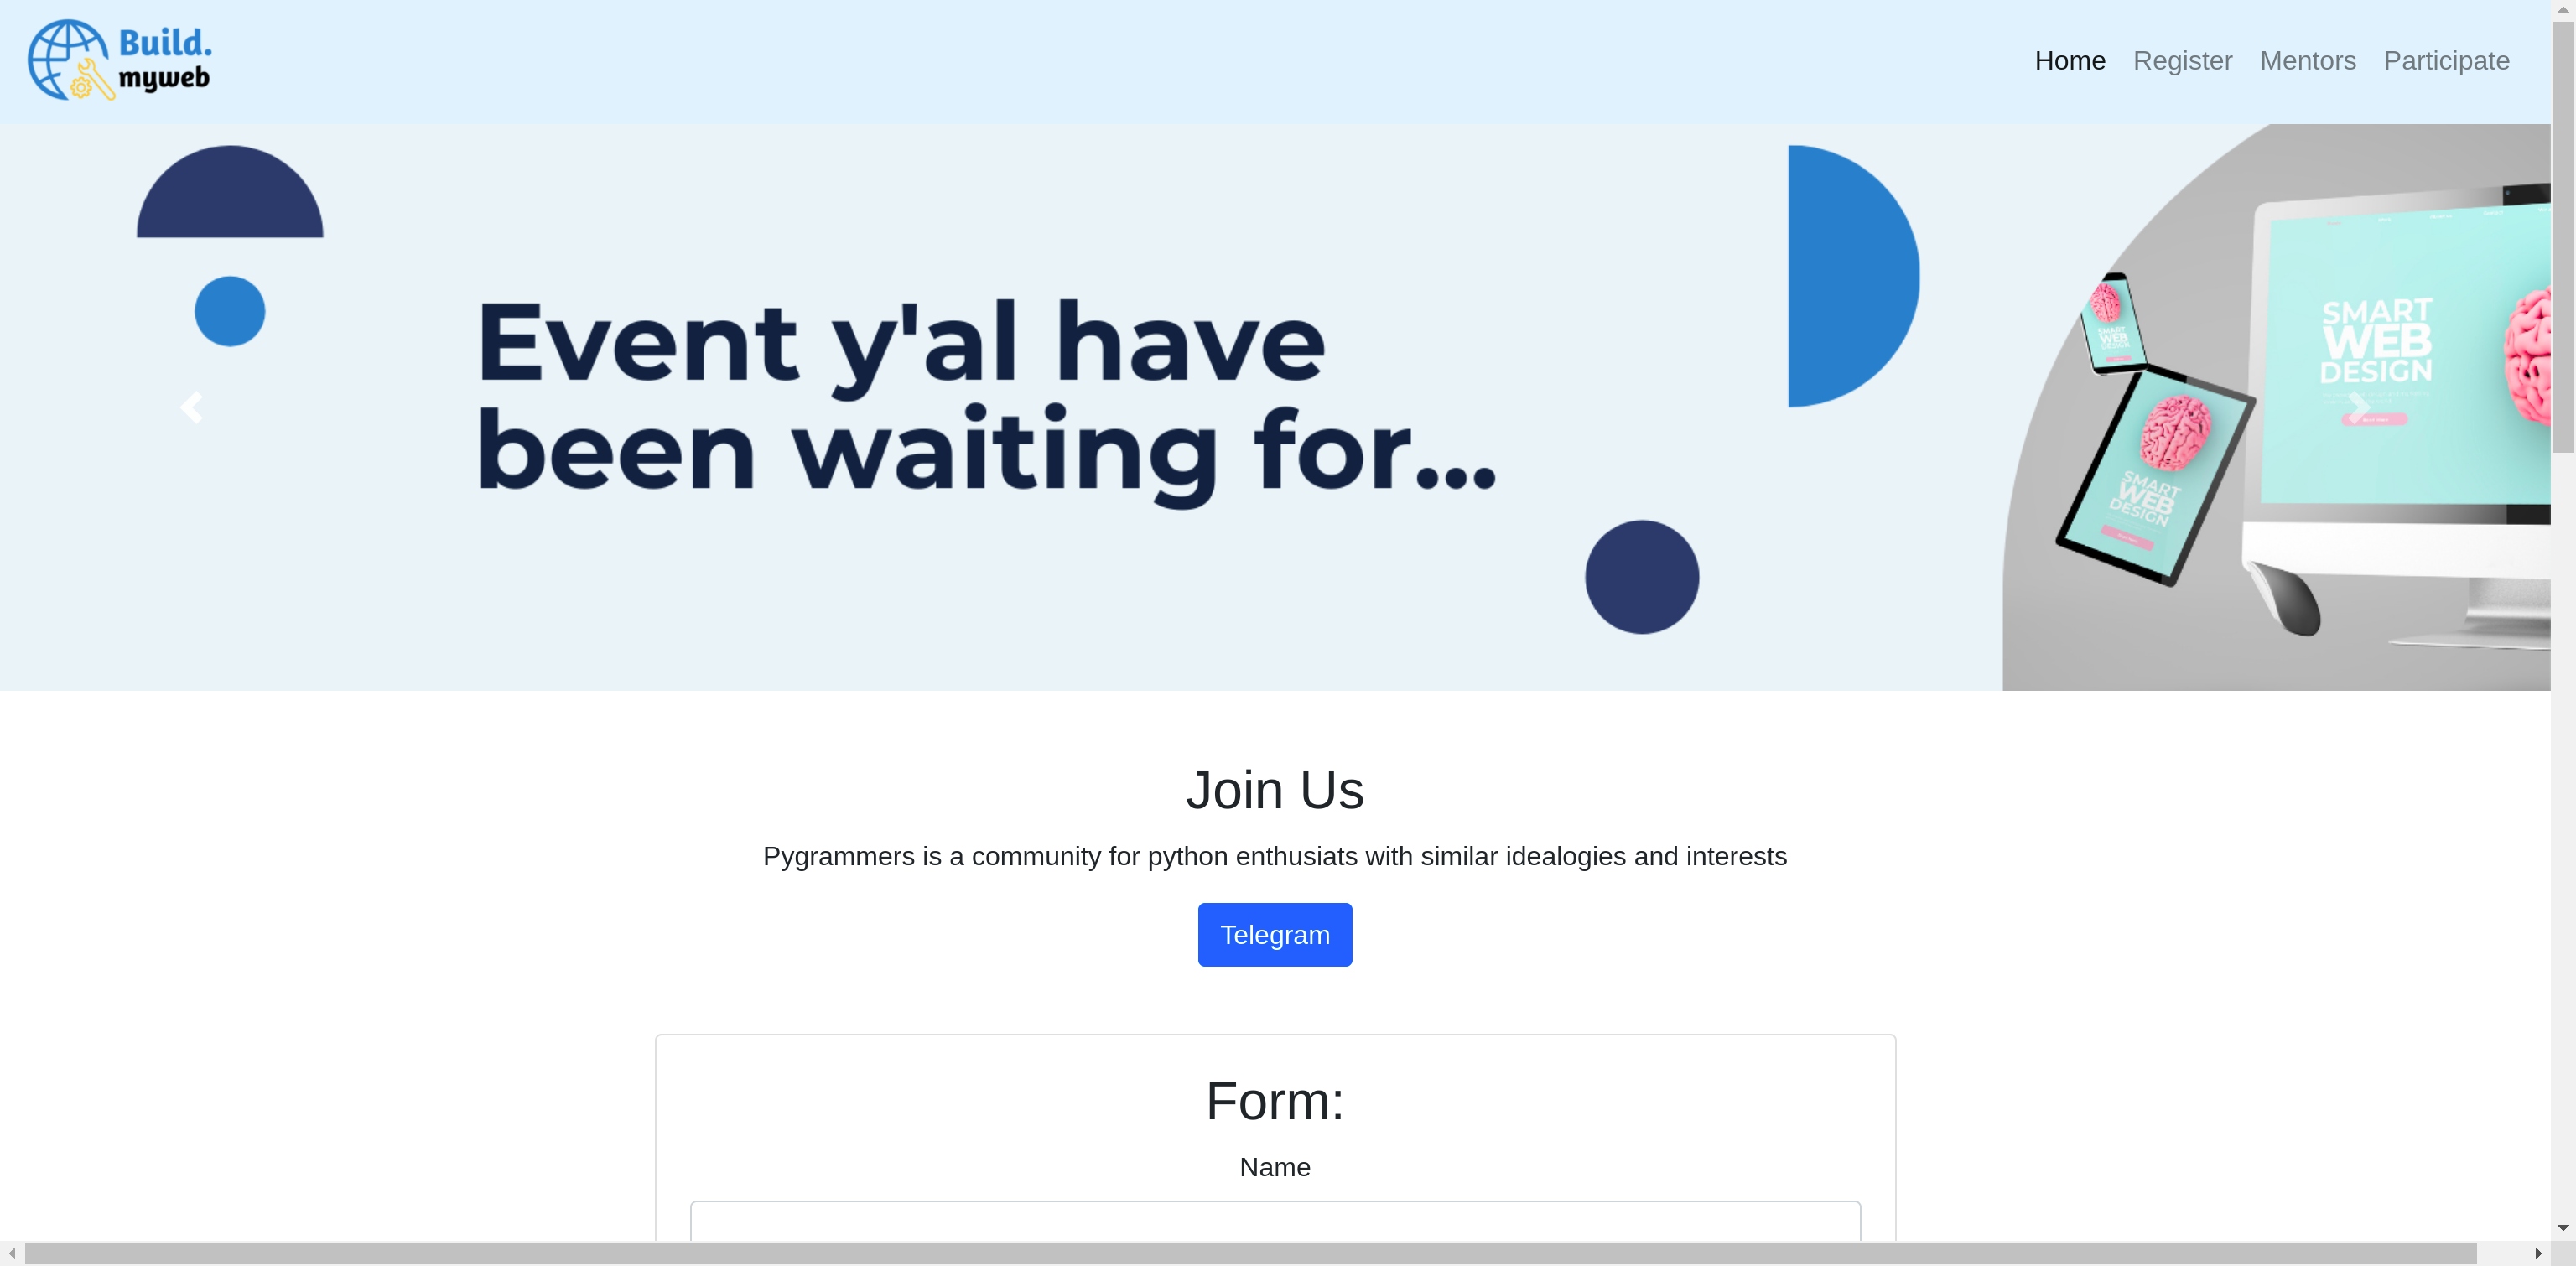 Build.
myweb
Home Register Mentors Participate
Event y'al have
been waiting for...
SMART
WEB
DESIGN
SMART
WEB
DESIGN
SMART
WEB
DESIGN
Join Us
Pygrammers is a community for python enthusiats with similar idealogies and interests
Telegram
Form:
Name